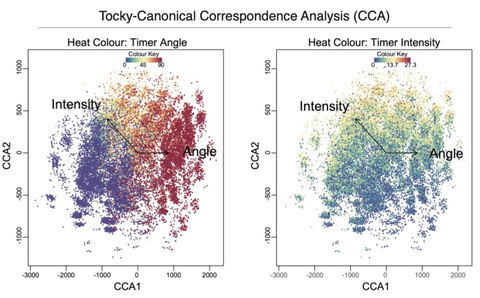 Tocky-Canonical Correspondence Analysis (CCA)
Heat Colour: Timer Angle
Colour Key
0 45 90
Intensity
Angle
CCA2
1000
500
0
-500
-1000
-3000 -2000 -1000 0 1000 2000
CCA1
Heat Colour: Timer Intensity
Colour Key
0 13.7 27.3
Intensity
Angle
CCA2
1000
500
0
-500
-1000
-3000 -2000 -1000 0 1000 2000
CCA1